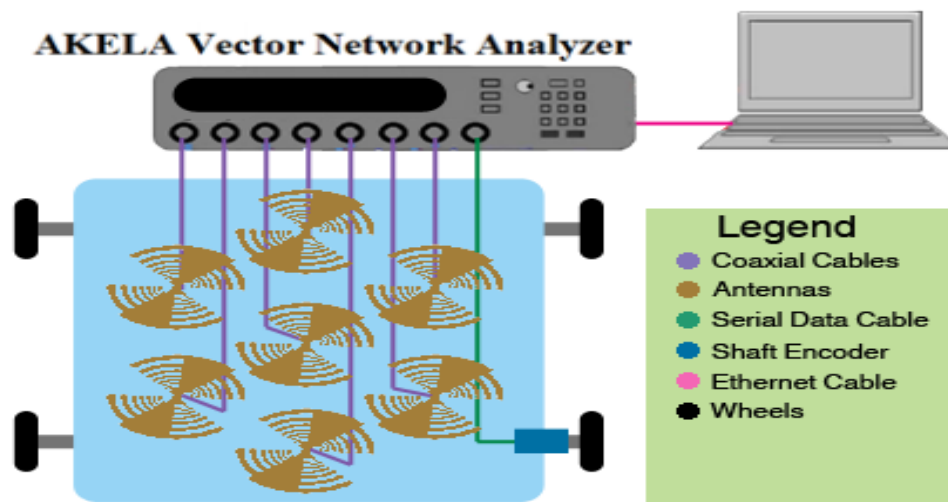 AKELA Vector Network Analyzer
Legend
Coaxial Cables
Antennas
Serial Data Cable
Shaft Encoder
Ethernet Cable
Wheels